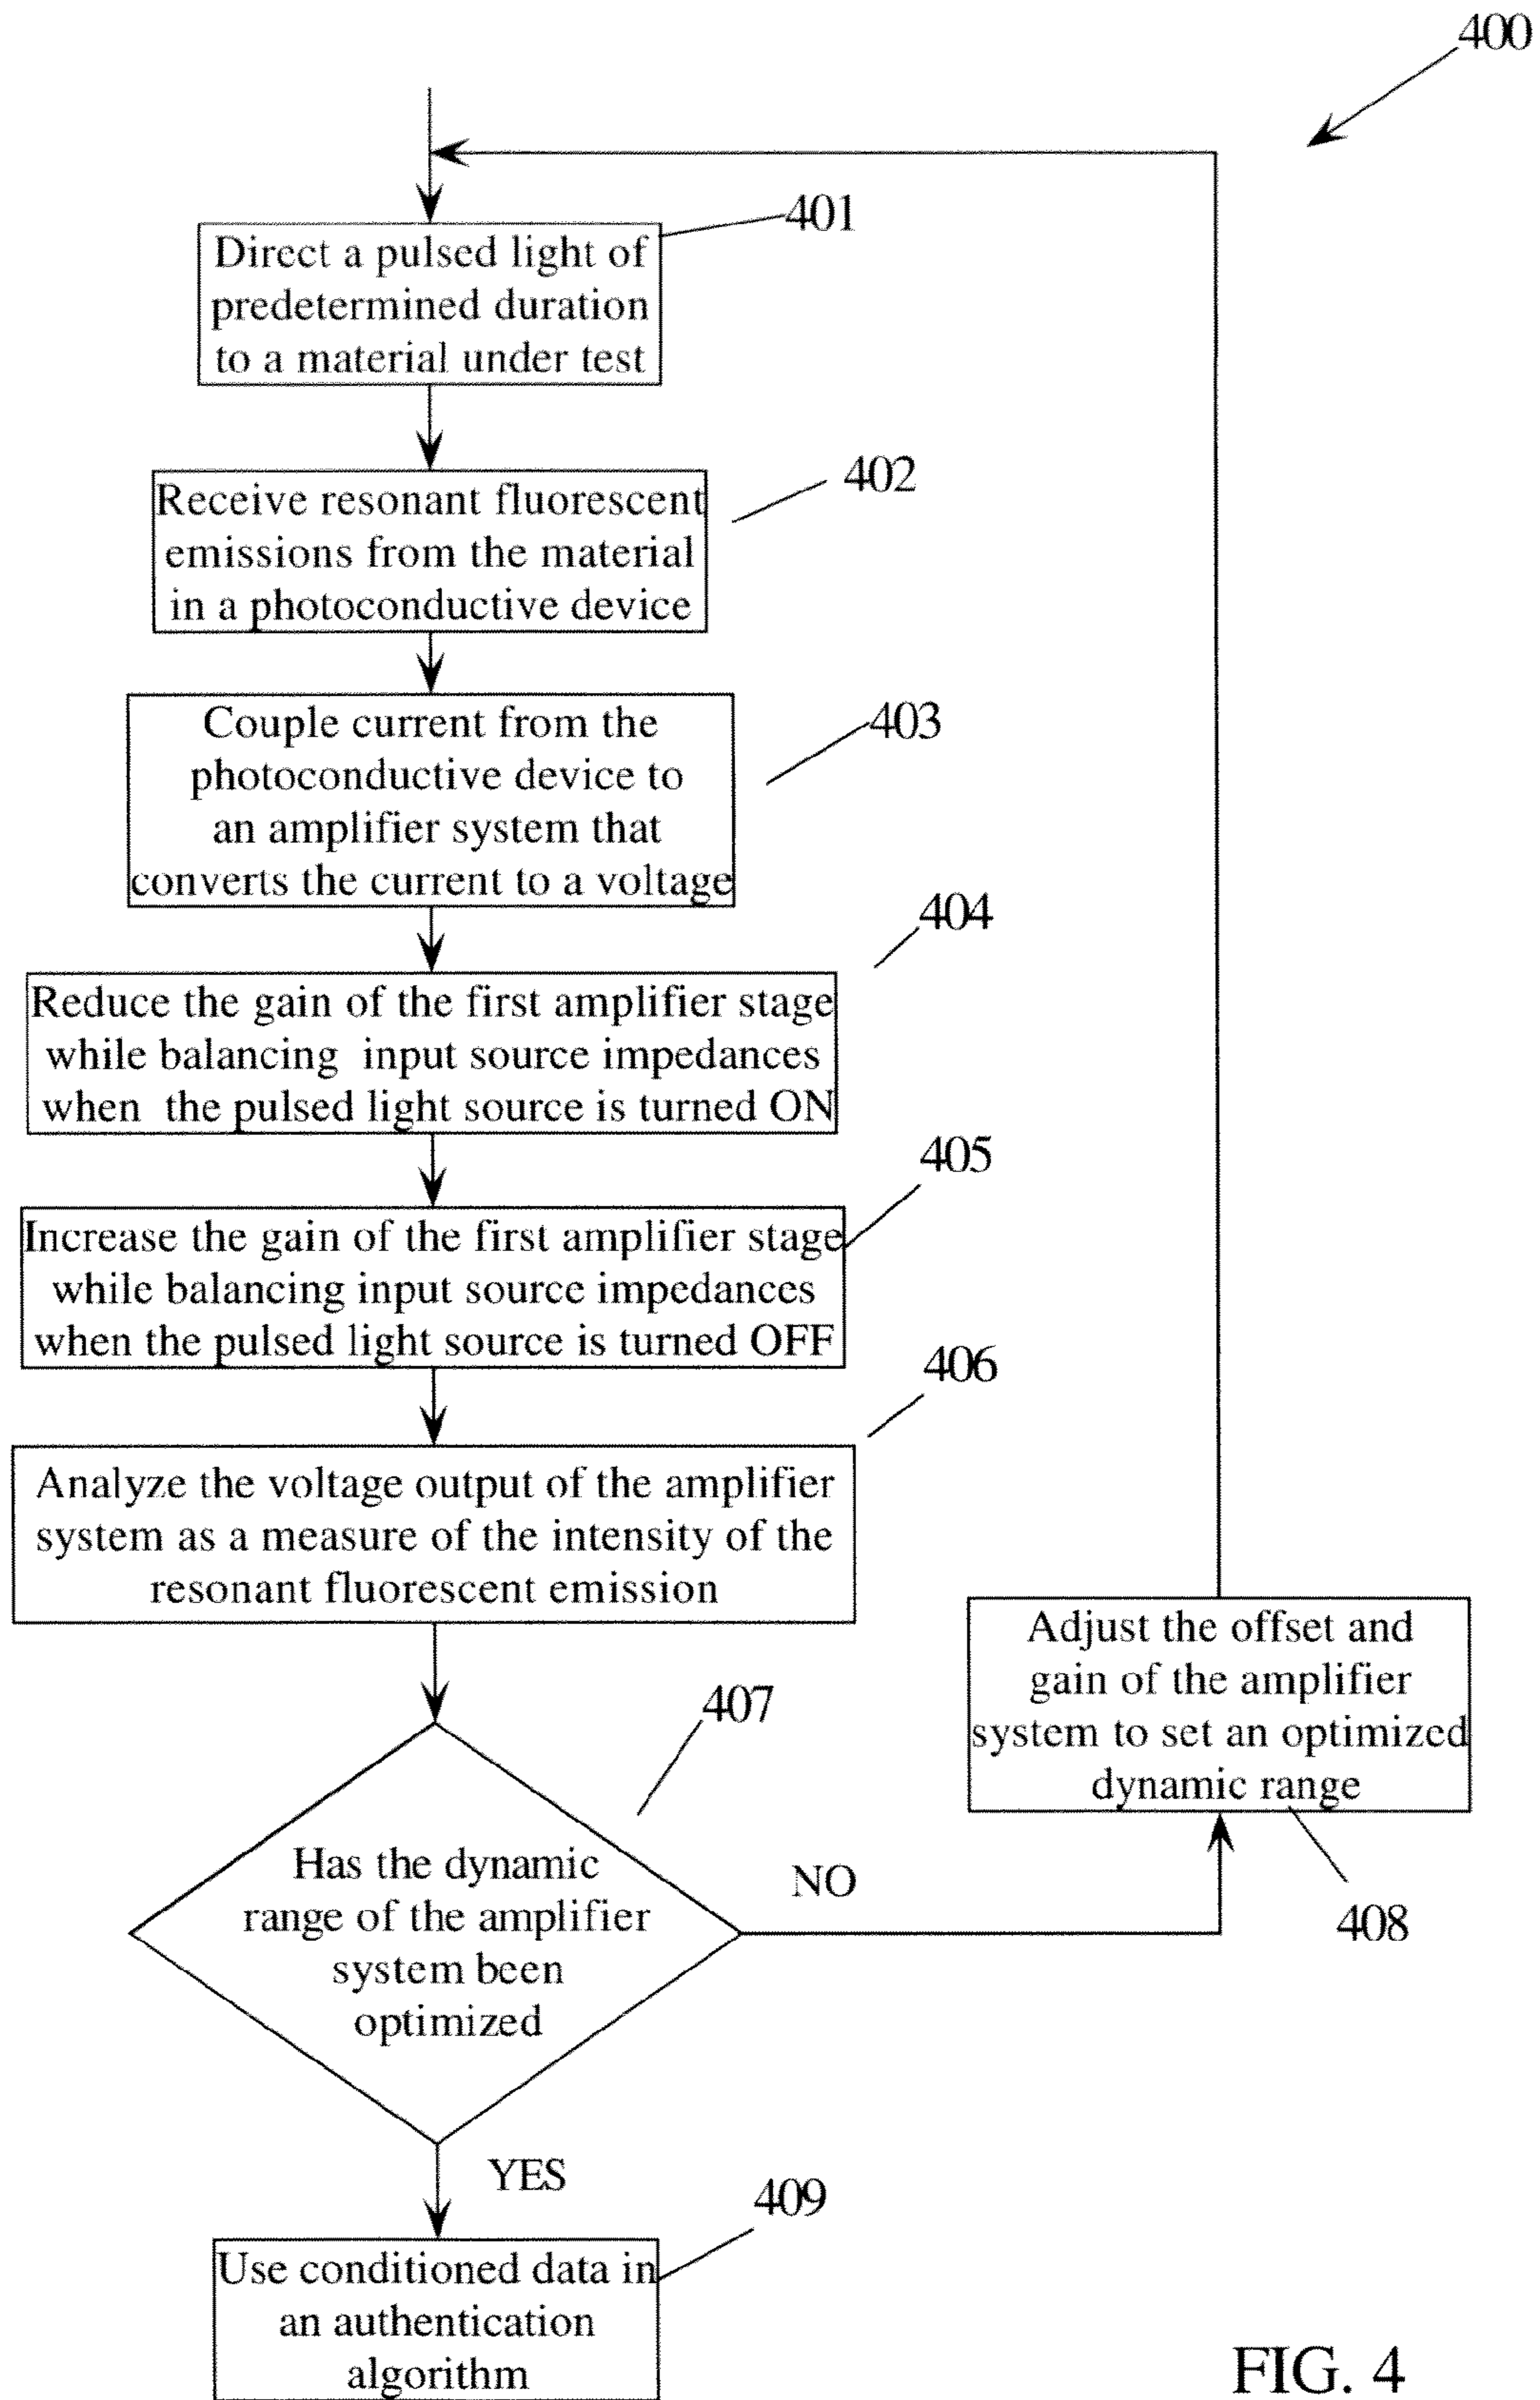 400
401
Direct a pulsed light of
predetermined duration
to a material under test
402
Receive resonant fluorescent
emissions from the material
in a photoconductive device
403
Couple current from the
photoconductive device to
an amplifier system that
converts the current to a voltage
404
Reduce the gain of the first amplifier stage
while balancing input source impedances
when the pulsed light source is turned ON
405
Increase the gain of the first amplifier stage
while balancing input source impedances
when the pulsed light source is turned OFF
406
Analyze the voltage output of the amplifier
system as a measure of the intensity of the
resonant fluorescent emission
407
Has the dynamic
range of the amplifier
system been
optimized
NO
Adjust the offset and
gain of the amplifier
system to set an optimized
dynamic range
408
YES
409
Use conditioned data in
an authentication
algorithm
FIG. 4